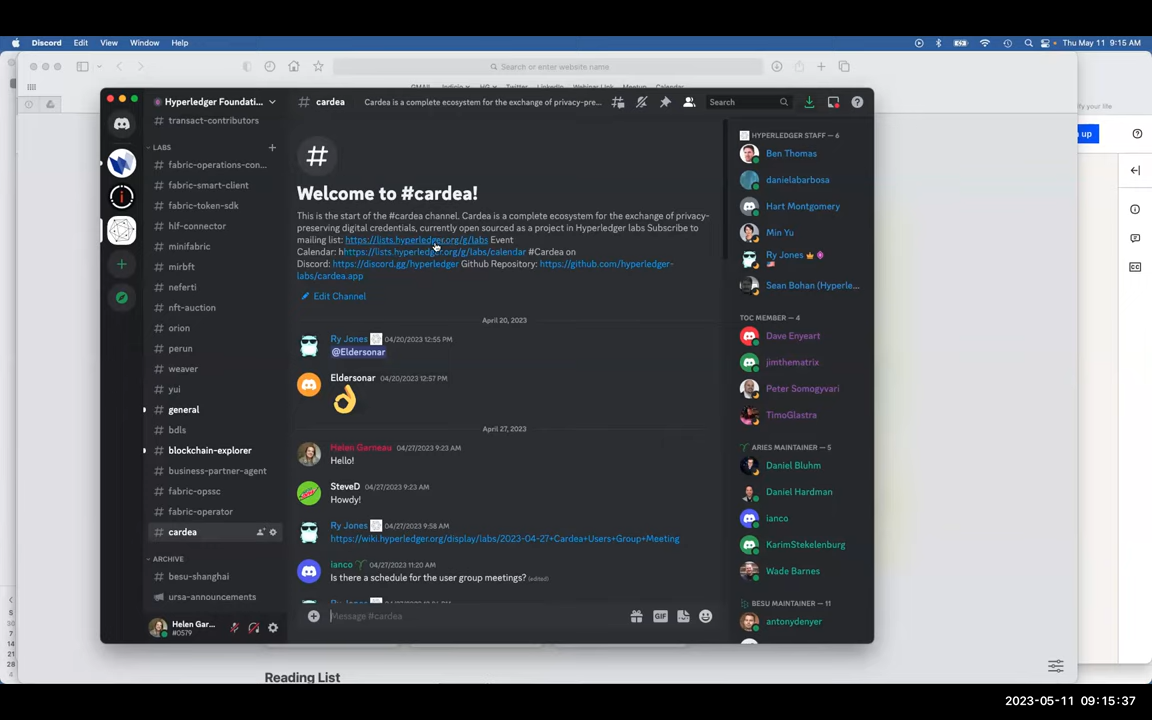 Discord Edit View Window Help
Thu May 11 9:15 AM
Search or enter website name
Hyperledger Foundati...
cardea
Cardea is a complete ecosystem for the exchange of privacy-pre...
Search
transact-contributors
LABS
fabric-operations-con...
fabric-smart-client
fabric-token-sdk
hlf-connector
minifabric
mirbft
neferti
nft-auction
orion
perun
weaver
yui
general
bdls
blockchain-explorer
business-partner-agent
fabric-opssc
fabric-operator
cardea
ARCHIVE
besu-shanghai
ursa-announcements
Helen Gar...
#0579
Welcome to #cardea!
This is the start of the #cardea channel. Cardea is a complete ecosystem for the exchange of privacy-
preserving digital credentials, currently open sourced as a project in Hyperledger labs Subscribe to
mailing list: https://lists.hyperledger.org/g/labs Event
Calendar: hhttps://lists.hyperledger.org/g/labs/calendar #Cardea on
Discord: https://discord.gg/hyperledger Github Repository: https://github.com/hyperledger-
labs/cardea.app
Edit Channel
April 20, 2023
Ry Jones 04/20/2023 12:55 PM
@Eldersonar
Eldersonar 04/20/2023 12:57 PM
April 27, 2023
Helen Garneau 04/27/2023 9:23 AM
Hello!
SteveD 04/27/2023 9:23 AM
Howdy!
Ry Jones 04/27/2023 9:58 AM
https://wiki.hyperledger.org/display/labs/2023-04-27+Cardea+Users+Group+Meeting
ianco 04/27/2023 11:20 AM
Is there a schedule for the user group meetings? (edited)
Message #cardea
GIF
HYPERLEDGER STAFF — 6
Ben Thomas
danielabarbosa
Hart Montgomery
Min Yu
Ry Jones
Sean Bohan (Hyperle...
TOC MEMBER — 4
Dave Enyeart
jimthematrix
Peter Somogyvari
TimoGlastra
ARIES MAINTAINER — 5
Daniel Bluhm
Daniel Hardman
ianco
KarimStekelenburg
Wade Barnes
BESU MAINTAINER — 11
antonydenyer
up
Reading List
2023-05-11 09:15:37